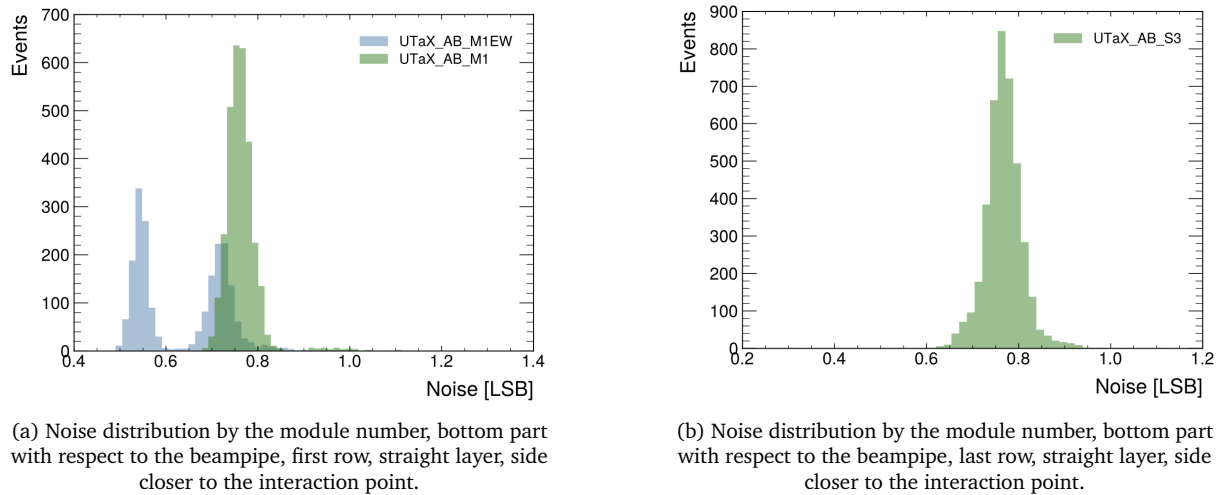 Events
700
600
500
400
300
200
100
0
0.4
0.6
0.8
1.0
1.2
1.4
Noise [LSB]
UTaX_AB_M1EW
UTaX_AB_M1
(a) Noise distribution by the module number, bottom part
with respect to the beampipe, first row, straight layer, side
closer to the interaction point.
Events
900
800
700
600
500
400
300
200
100
0
0.2
0.4
0.6
0.8
1.0
1.2
Noise [LSB]
UTaX_AB_S3
(b) Noise distribution by the module number, bottom part
with respect to the beampipe, last row, straight layer, side
closer to the interaction point.